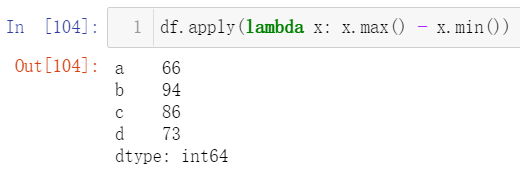 In [104]: 1 df.apply(lambda x: x.max() - x.min())
Out[104]: a 66
b 94
c 86
d 73
dtype: int64